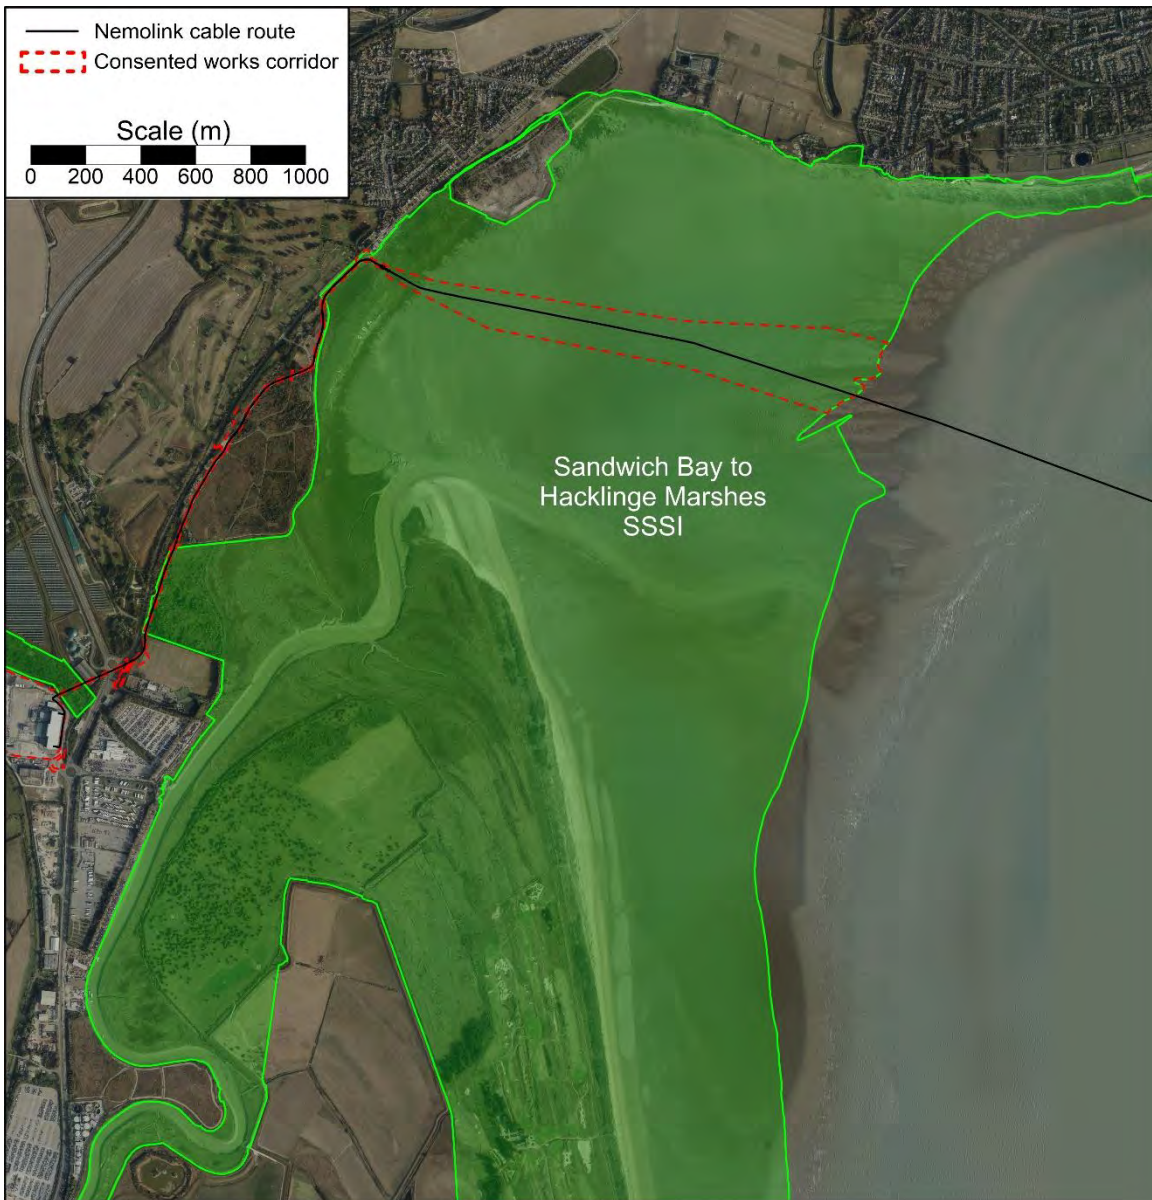 Nemolink cable route
Consented works corridor
Scale (m)
0 200 400 600 800 1000
Sandwich Bay to
Hacklinge Marshes
SSSI